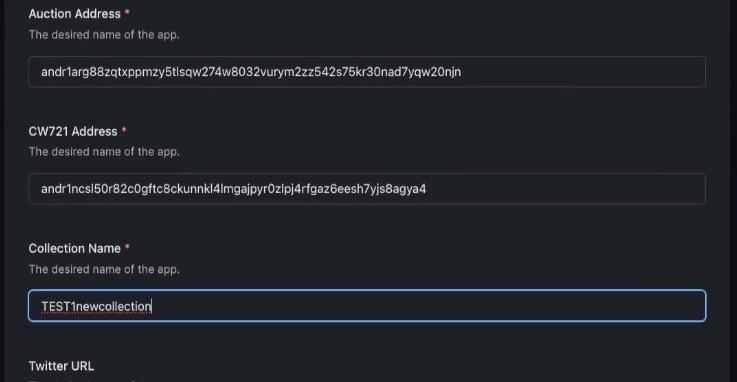 Auction Address *
The desired name of the app.
andr1arg88zqtxppmzy5tlsqw274w8032vurym2zz542s75kr30nad7yqw20njn
CW721 Address *
The desired name of the app.
andr1ncsl50r82c0gftc8ckunnkl4lmgajpyr0zlpj4rfgaz6eesh7yjs8agya4
Collection Name *
The desired name of the app.
TEST1newcollection
Twitter URL